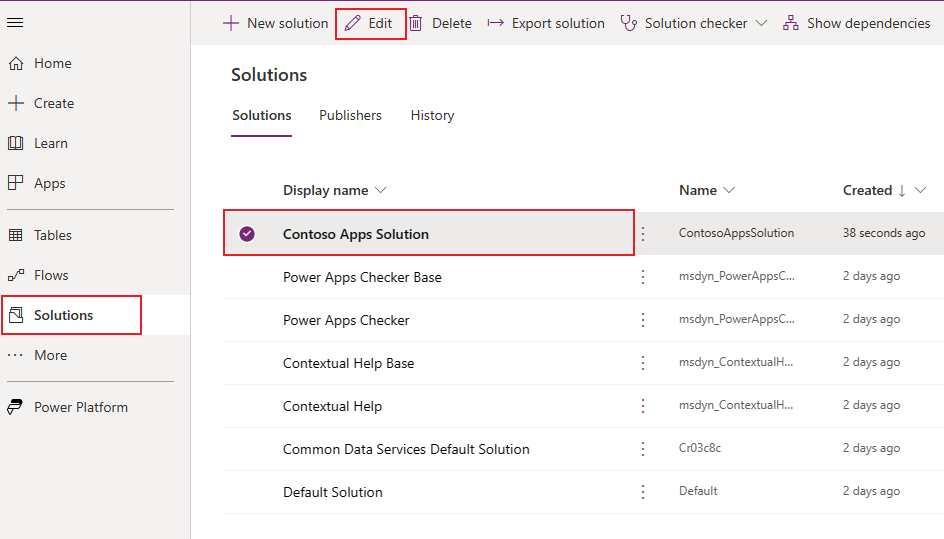 New solution Edit Delete Export solution Solution checker Show dependencies
Home
Create
Learn
Apps
Tables
Flows
Solutions
More
Power Platform
Solutions
Solutions Publishers History
Display name Name Created
Contoso Apps Solution ContosoAppsSolution 38 seconds ago
Power Apps Checker Base msdyn_PowerAppsC... 2 days ago
Power Apps Checker msdyn_PowerAppsC... 2 days ago
Contextual Help Base msdyn_ContextualH... 2 days ago
Contextual Help msdyn_ContextualH... 2 days ago
Common Data Services Default Solution Cr03c8c 2 days ago
Default Solution Default 2 days ago